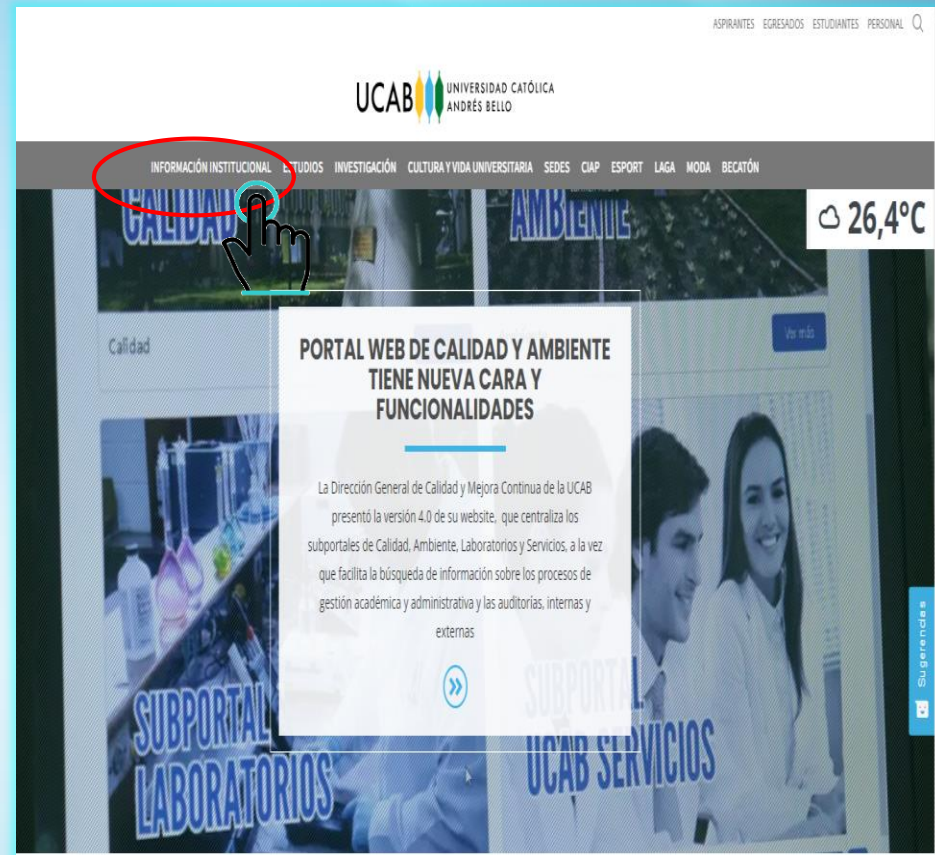 ASPIRANTES EGRESADOS ESTUDIANTES PERSONAL
UCAB UNIVERSIDAD CATÓLICA
ANDRÉS BELLO
INFORMACIÓN INSTITUCIONAL ESTUDIOS INVESTIGACIÓN CULTURA Y VIDA UNIVERSITARIA SEDES CIAP ESPORT LAGA MODA BECATÓN
CALIDAD
AMBIENTE
26,4°C
Calidad
Ver más
PORTAL WEB DE CALIDAD Y AMBIENTE
TIENE NUEVA CARA Y
FUNCIONALIDADES
La Dirección General de Calidad y Mejora Continua de la UCAB
presentó la versión 4.0 de su website, que centraliza los
subportales de Calidad, Ambiente, Laboratorios y Servicios, a la vez
que facilita la búsqueda de información sobre los procesos de
gestión académica y administrativa y las auditorías, internas y
externas
Sugerendas
SUBPORTAL
LABORATORIOS
SUBPORTAL
UCAB SERVICIOS